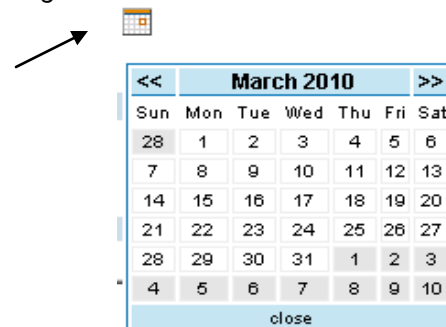 << March 2010 >>
Sun Mon Tue Wed Thu Fri Sat
28 1 2 3 4 5 6
7 8 9 10 11 12 13
14 15 16 17 18 19 20
21 22 23 24 25 26 27
28 29 30 31 1 2 3
4 5 6 7 8 9 10
close